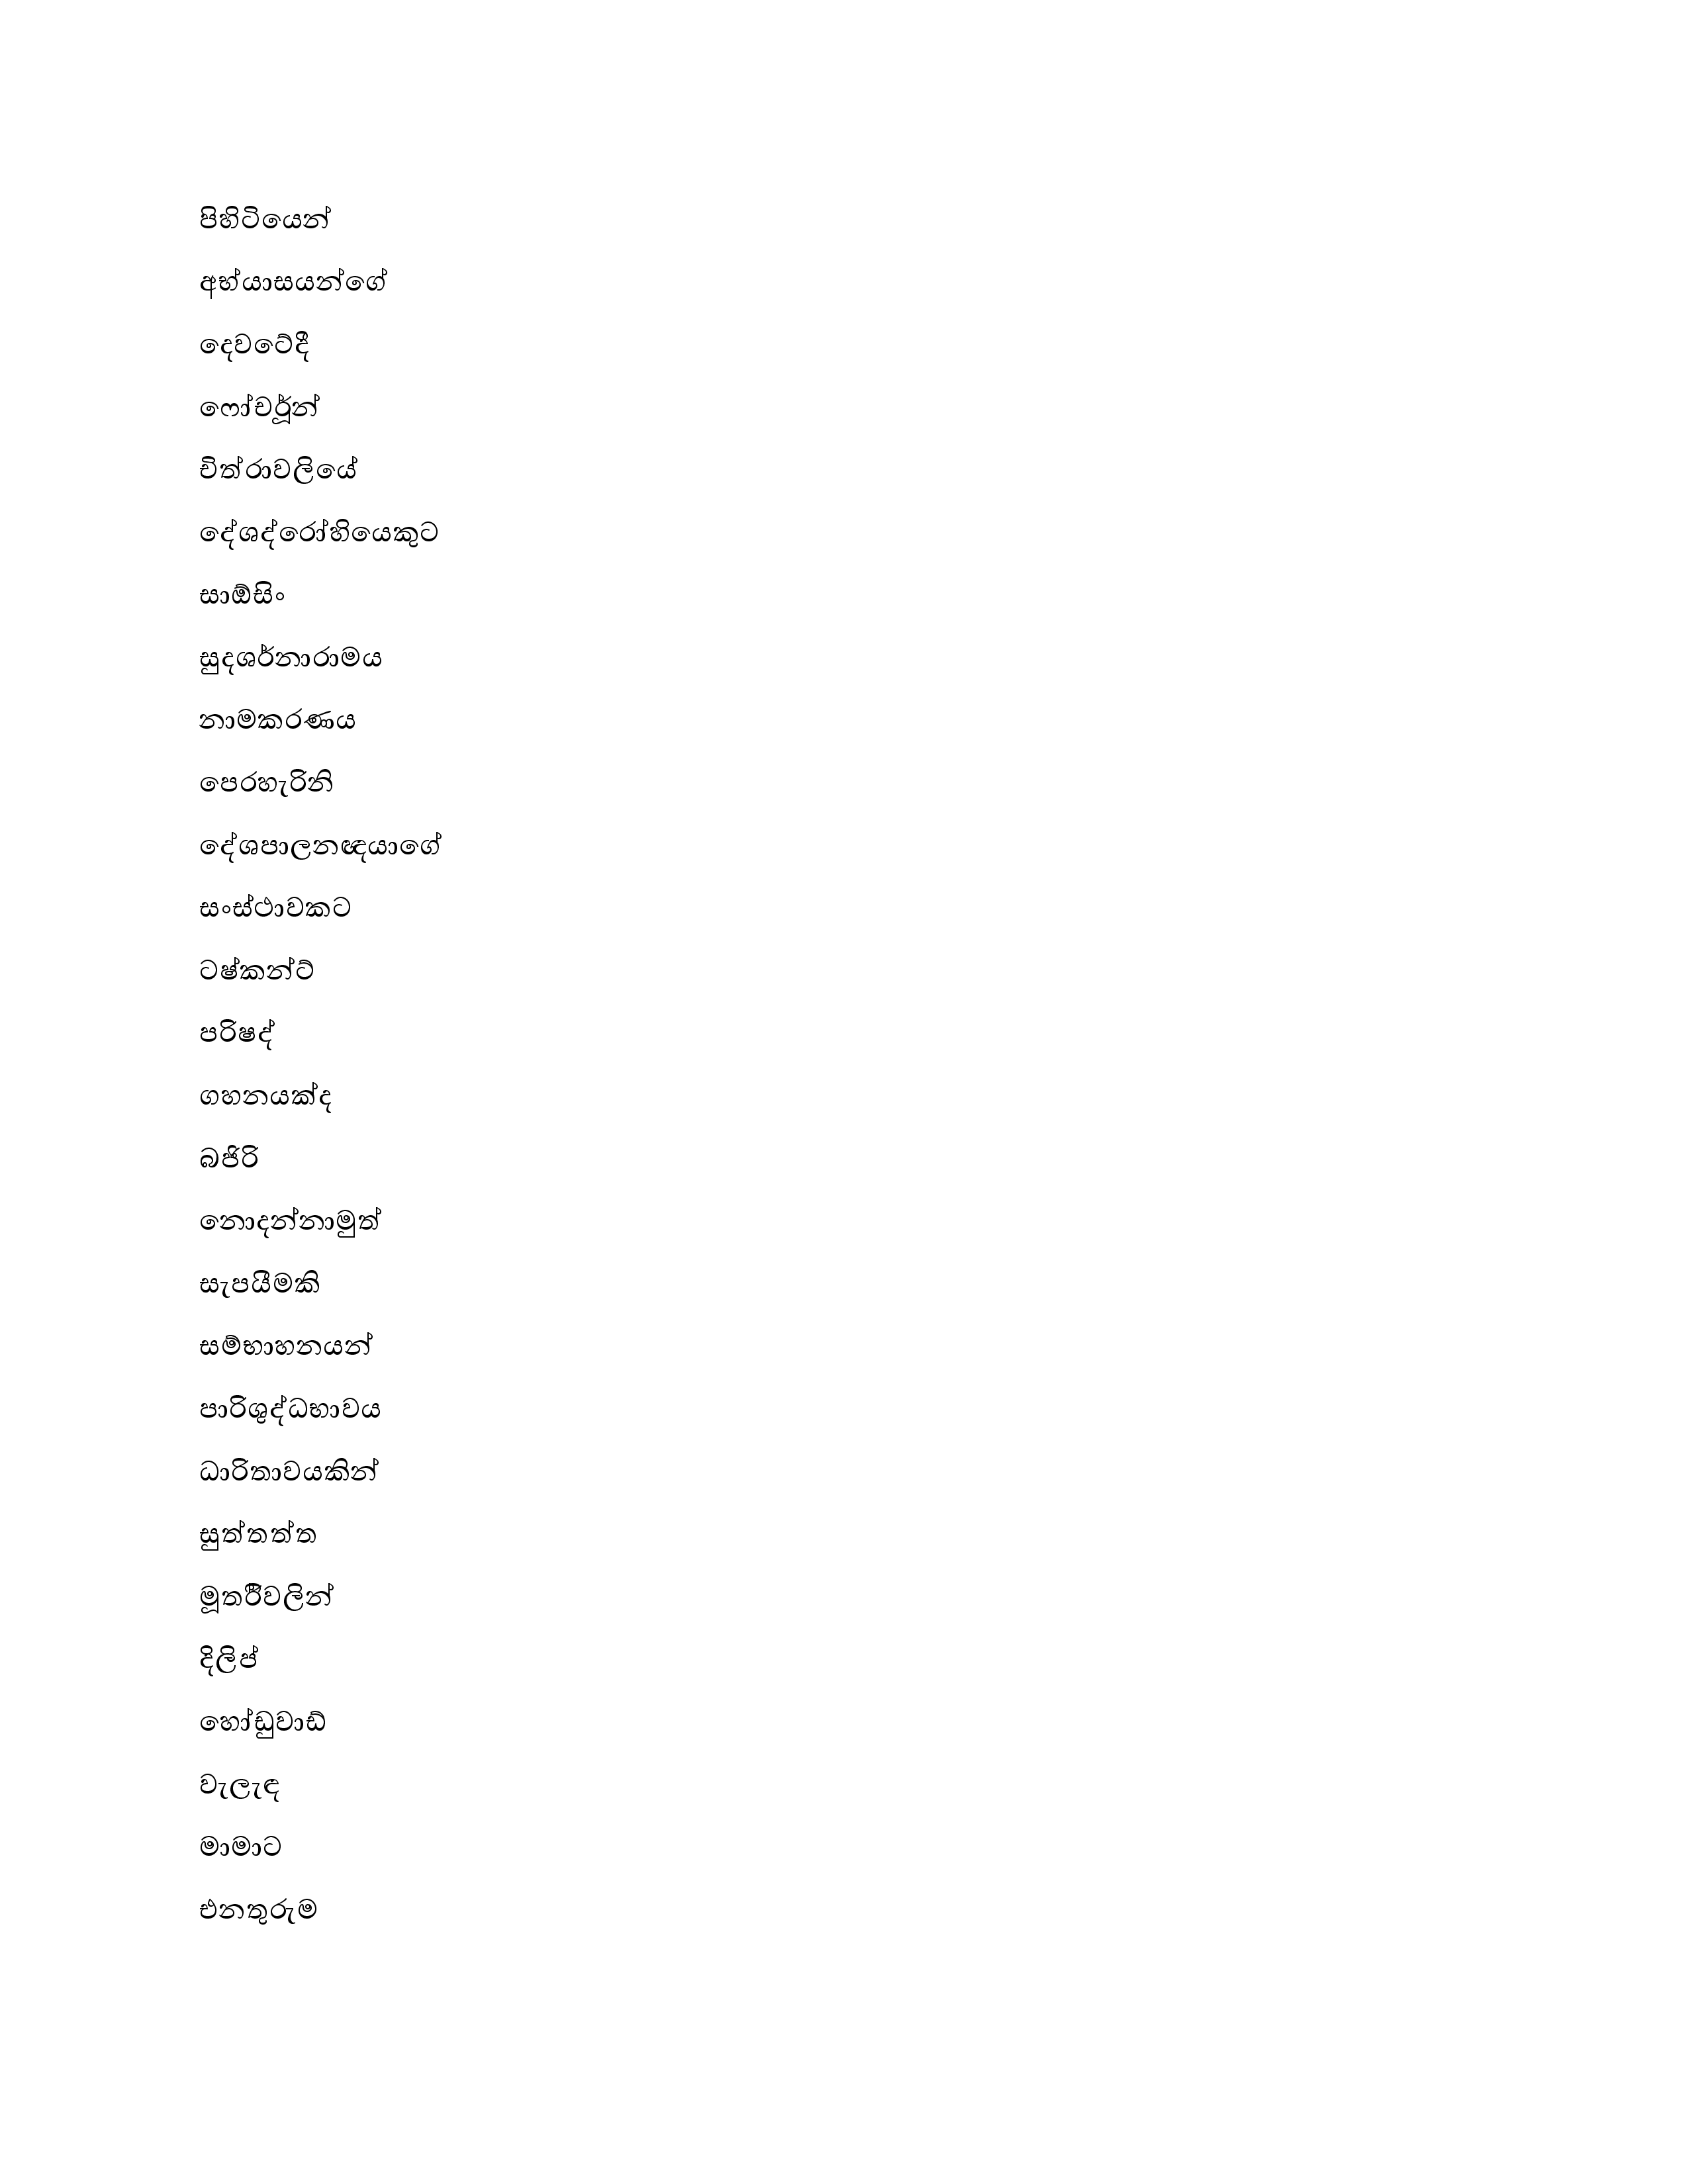 පිහිටියෙන්
අභ්යාසයන්ගේ
දෙවටේදී
ෆෝචර්‍යුන්
චිත්රාවලියේ
දේශද්රෝහියෙකුට
සාඕසිං
සුදශර්නාරාමය
නාමකරණය
පෙරහැරිනි
දේශපාලනඥයාගේ
සංස්ථාවකට
ටෂ්කන්ට්
පරිෂද්
ගහනයක්ද
බජිරි
නොදන්නාමුත්
සැපයීමකි
සම්භාහනයන්
පාරිශුද්ධභාවය
ධාරිතාවයකින්
සුත්තත්ත
මූර්තිවලින්
දිලිප්
හෝඩුවාඩ්
වැලැඳ
මාමාට
එනතුරුම